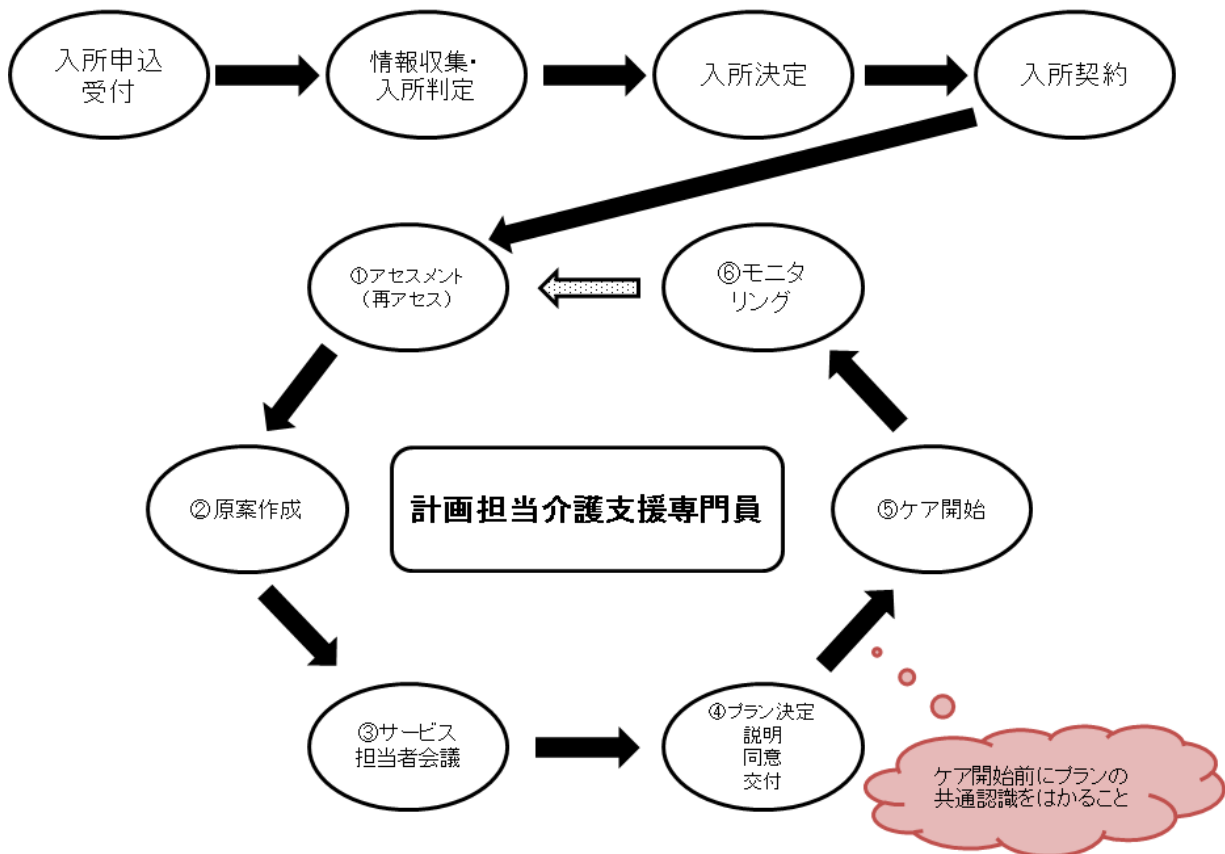 入所申込
受付
情報収集・
入所判定
入所決定
入所契約
①アセスメント
(再アセス)
⑥モニタ
リング
②原案作成
計画担当介護支援専門員
⑤ケア開始
③サービス
担当者会議
④プラン決定
説明
同意
交付
ケア開始前にプランの
共通認識をはかること